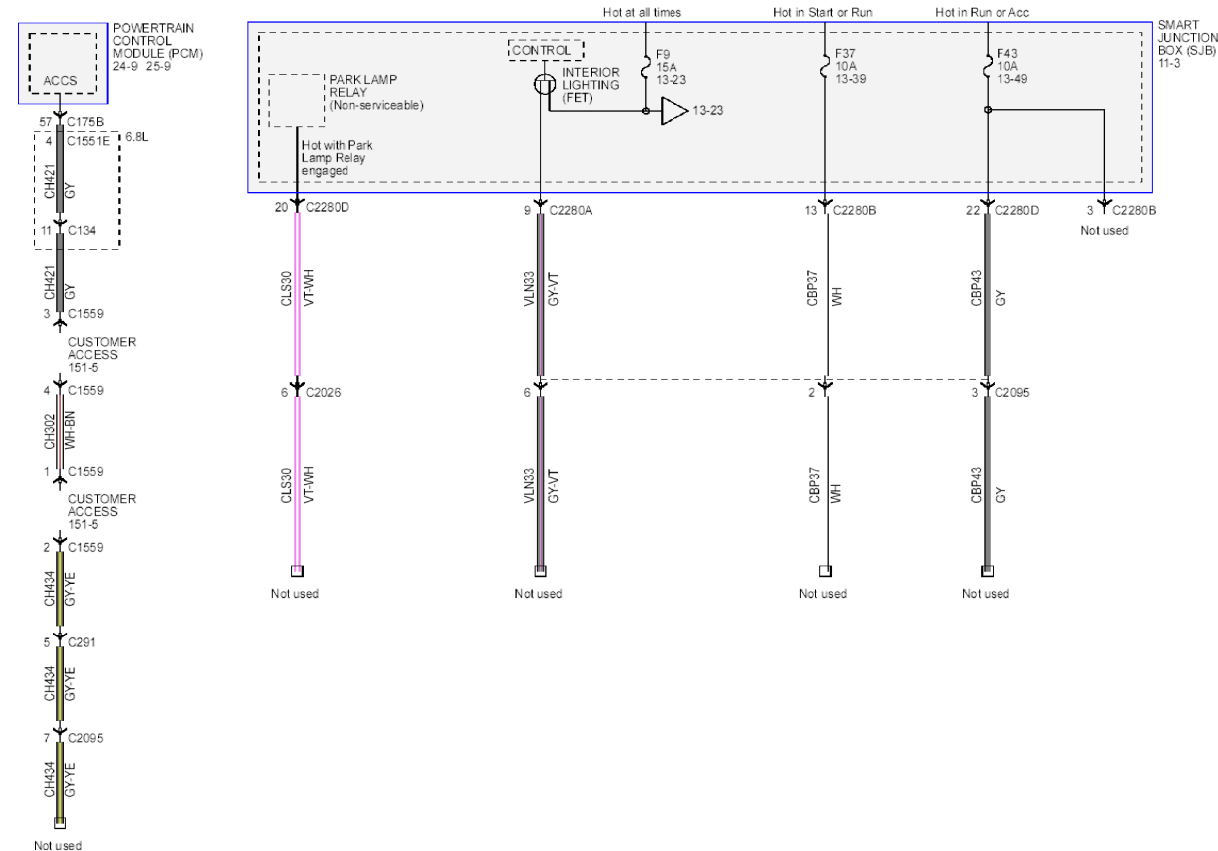 POWERTRAIN
CONTROL
MODULE (PCM)
24-9 25-9
ACCS
57 C175B
4 C1551E
6.8L
CH421
GY
11 C134
CH421
GY
3 C1559
CUSTOMER
ACCESS
151-5
4 C1559
CH302
WH-BN
1 C1559
CUSTOMER
ACCESS
151-5
2 C1559
CH434
GY-YE
5 C291
CH434
GY-YE
7 C2095
CH434
GY-YE
Not used
Hot at all times
Hot in Start or Run
Hot in Run or Acc
SMART
JUNCTION
BOX (SJB)
11-3
PARK LAMP
RELAY
(Non-serviceable)
Hot with Park
Lamp Relay
engaged
CONTROL
INTERIOR
LIGHTING
(FET)
F9
15A
13-23
13-23
F37
10A
13-39
F43
10A
13-49
20 C2280D
9 C2280A
13 C2280B
22 C2280D
3 C2280B
Not used
CLS30
VT-WH
VLN33
GY-VT
CBP37
WH
CBP43
GY
6 C2026
6
2
3 C2095
CLS30
VT-WH
VLN33
GY-VT
CBP37
WH
CBP43
GY
Not used
Not used
Not used
Not used